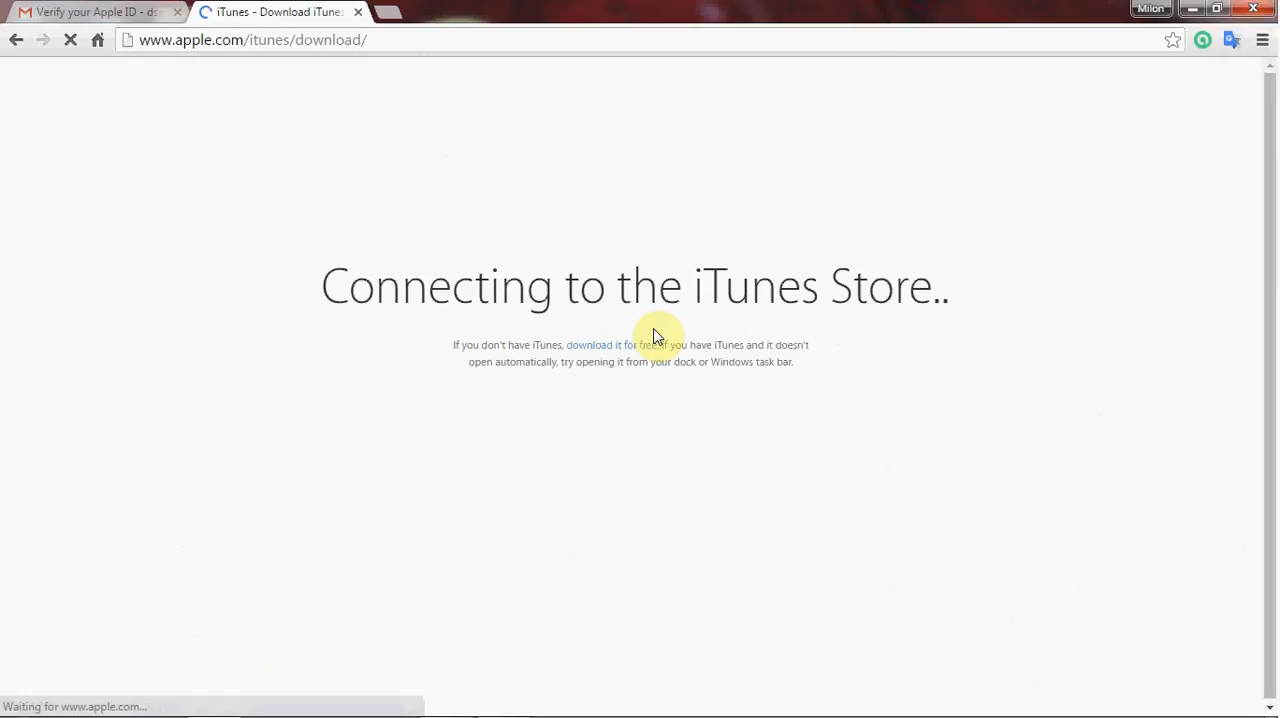 Verify your Apple ID - ds
iTunes - Download iTunes
Milon
www.apple.com/itunes/download/
Connecting to the iTunes Store..
If you don't have iTunes, download it for free. If you have iTunes and it doesn't
open automatically, try opening it from your dock or Windows task bar.
Waiting for www.apple.com...